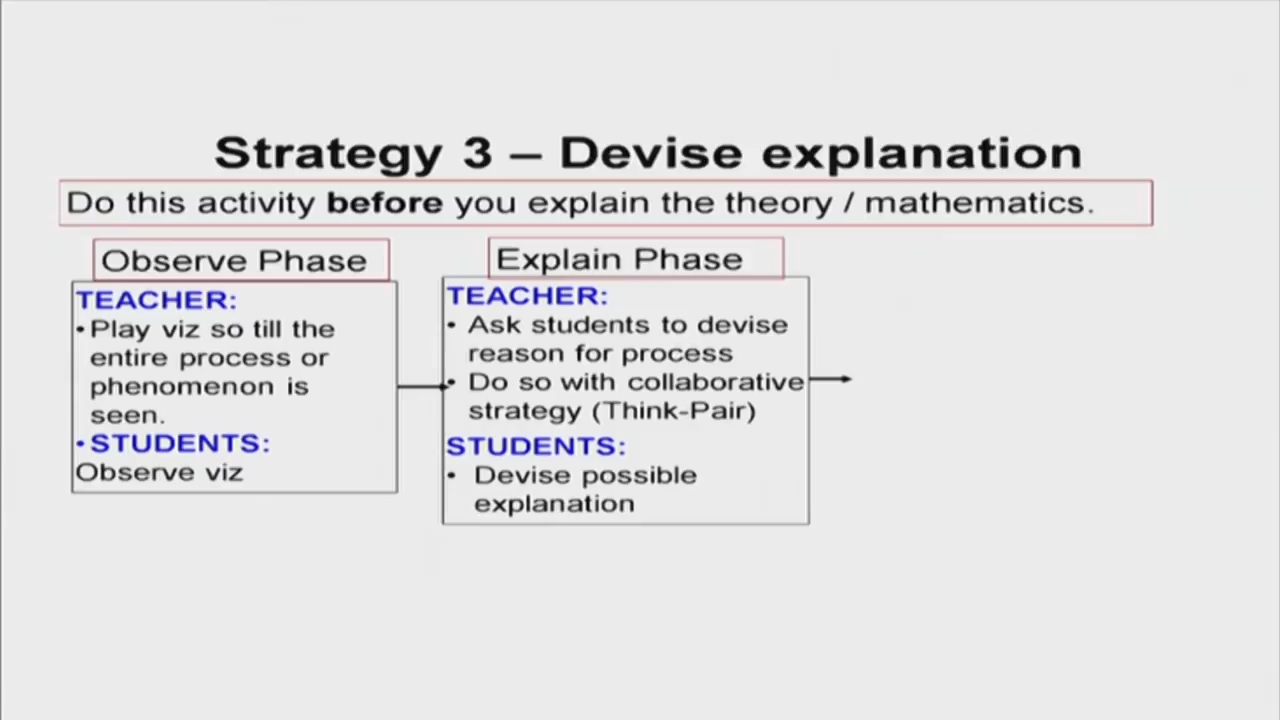 Strategy 3 – Devise explanation
Do this activity before you explain the theory / mathematics.
Observe Phase
TEACHER:
• Play viz so till the
entire process or
phenomenon is
seen.
• STUDENTS:
Observe viz
Explain Phase
TEACHER:
• Ask students to devise
reason for process
• Do so with collaborative
strategy (Think-Pair)
STUDENTS:
• Devise possible
explanation